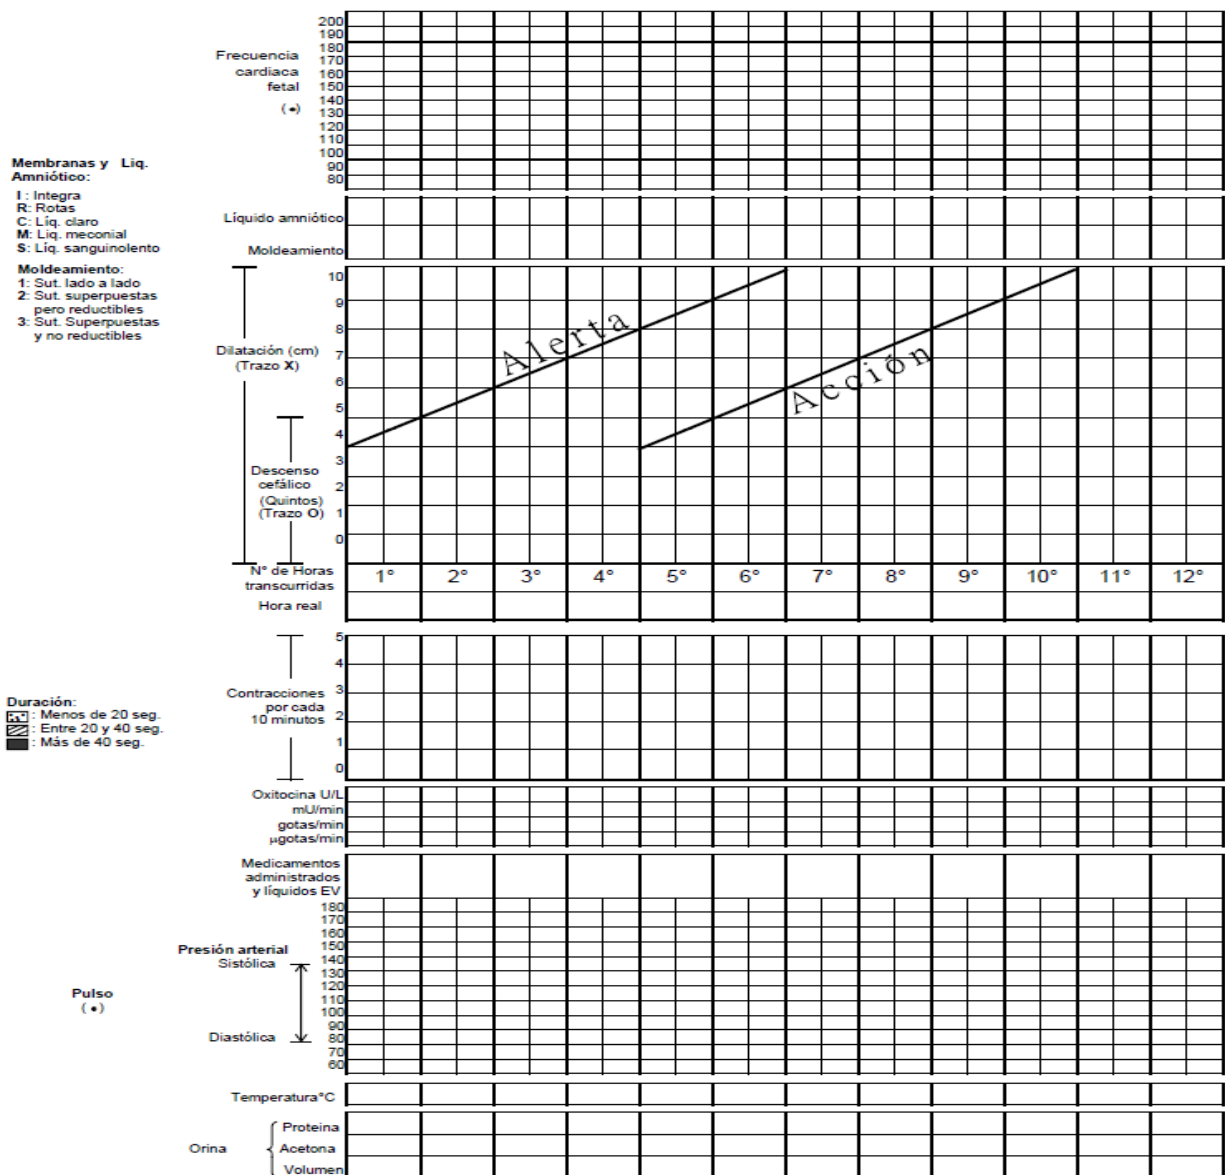 200
190
180
170
160
150
140
130
120
110
100
90
80
Frecuencia
cardiaca
fetal
(•)
Membranas y Liq.
Amniótico:
I : Integra
R: Rotas
C: Líq. claro
M: Liq. meconial
S: Líq. sanguinolento
Líquido amniótico
Moldeamiento
Moldeamiento:
1: Sut. lado a lado
2: Sut. superpuestas
pero reductibles
3: Sut. Superpuestas
y no reductibles
10
9
8
7
6
5
4
3
2
1
0
Dilatación (cm)
(Trazo X)
Alerta
Acción
Descenso
cefálico
(Quintos)
(Trazo O)
N° de Horas
transcurridas
1° 2° 3° 4° 5° 6° 7° 8° 9° 10° 11° 12°
Hora real
5
4
3
2
1
0
Contracciones
por cada
10 minutos
Duración:
: Menos de 20 seg.
: Entre 20 y 40 seg.
: Más de 40 seg.
Oxitocina U/L
mU/min
gotas/min
µgotas/min
Medicamentos
administrados
y líquidos EV
180
170
160
150
140
130
120
110
100
90
80
70
60
Presión arterial
Sistólica
Pulso
(•)
Diastólica
Temperatura°C
Orina
Proteina
Acetona
Volumen